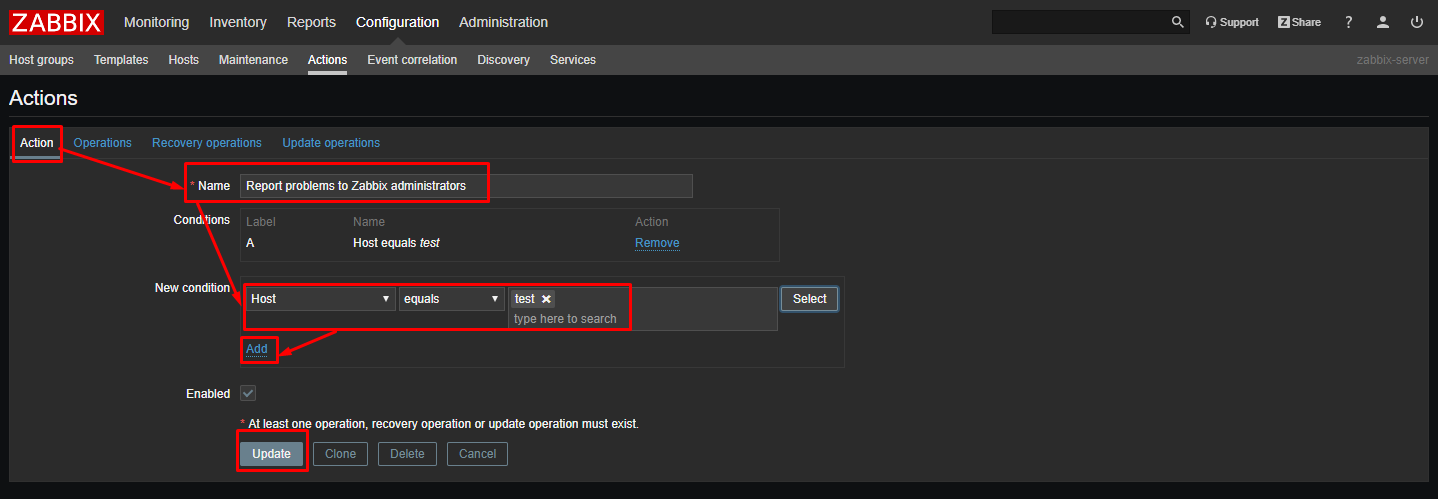 ZABBIX Monitoring Inventory Reports Configuration Administration Support Z Share ?
Host groups Templates Hosts Maintenance Actions Event correlation Discovery Services zabbix-server
Actions
Action Operations Recovery operations Update operations
* Name Report problems to Zabbix administrators
Conditions Label Name Action
A Host equals test Remove
New condition Host equals test Select
type here to search
Add
Enabled
* At least one operation, recovery operation or update operation must exist.
Update Clone Delete Cancel